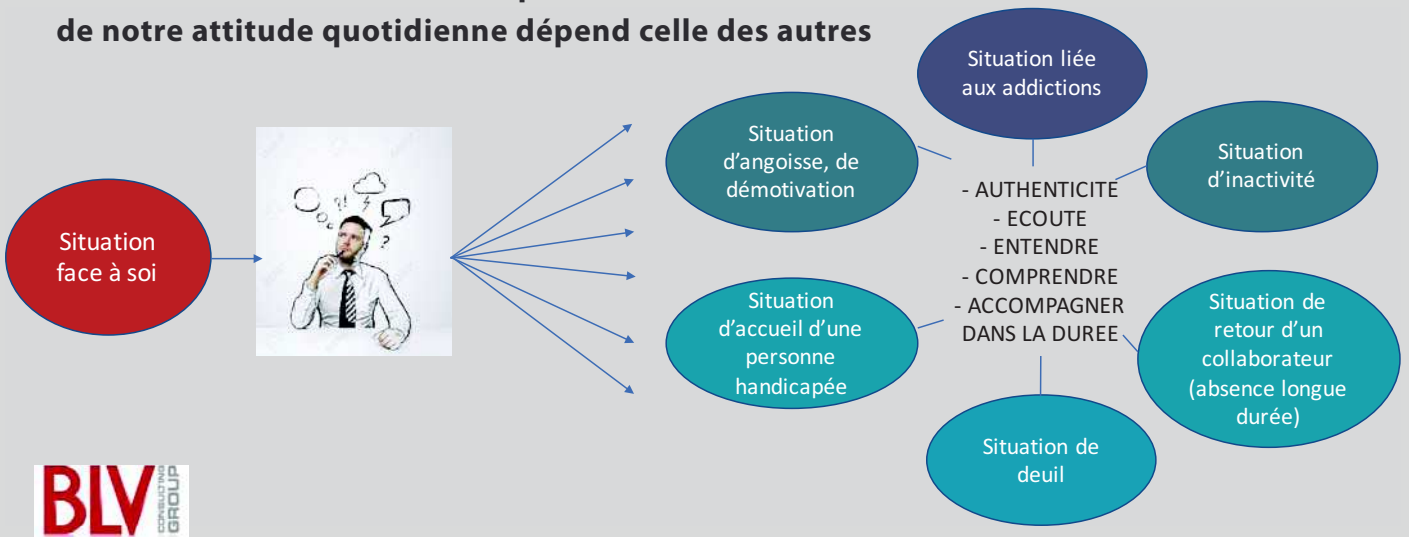 de notre attitude quotidienne dépend celle des autres
Situation
face à soi
?!
?
Situation
d’angoisse, de
démotivation
Situation liée
aux addictions
Situation
d’inactivité
- AUTHENTICITE
- ECOUTE
- ENTENDRE
- COMPRENDRE
- ACCOMPAGNER
DANS LA DUREE
Situation
d’accueil d’une
personne
handicapée
Situation de
retour d’un
collaborateur
(absence longue
durée)
Situation de
deuil
BLV
CONSULTING
GROUP